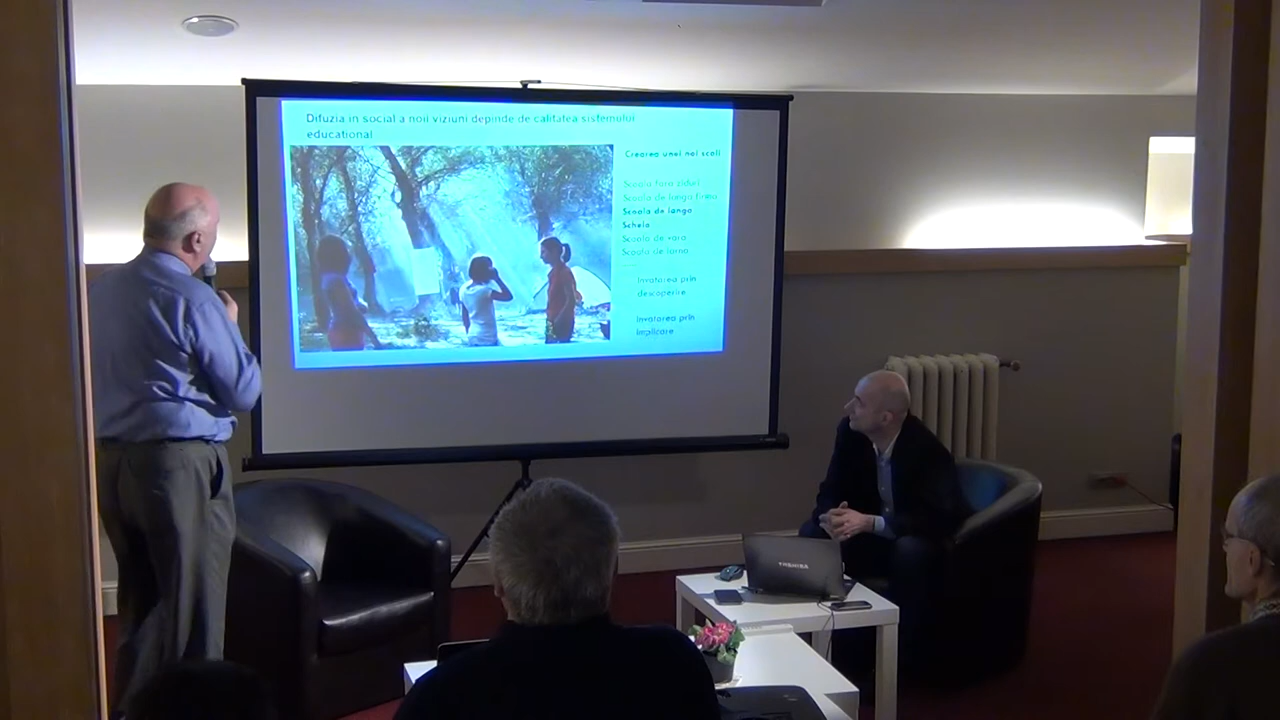 Difuzia in social a noii viziuni depinde de calitatea sistemului
educational
Crearea unei noi scoli
Scoala fara ziduri
Scoala de langa firma
Scoala de langa
Schela
Scoala de vara
Scoala de iarna
Invatarea prin
descoperire
Invatarea prin
implicare
TOSHIBA